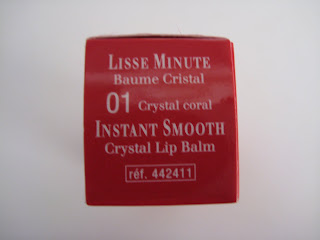 LISSE MINUTE
Baume Cristal
01 Crystal coral
INSTANT SMOOTH
Crystal Lip Balm
réf. 442411